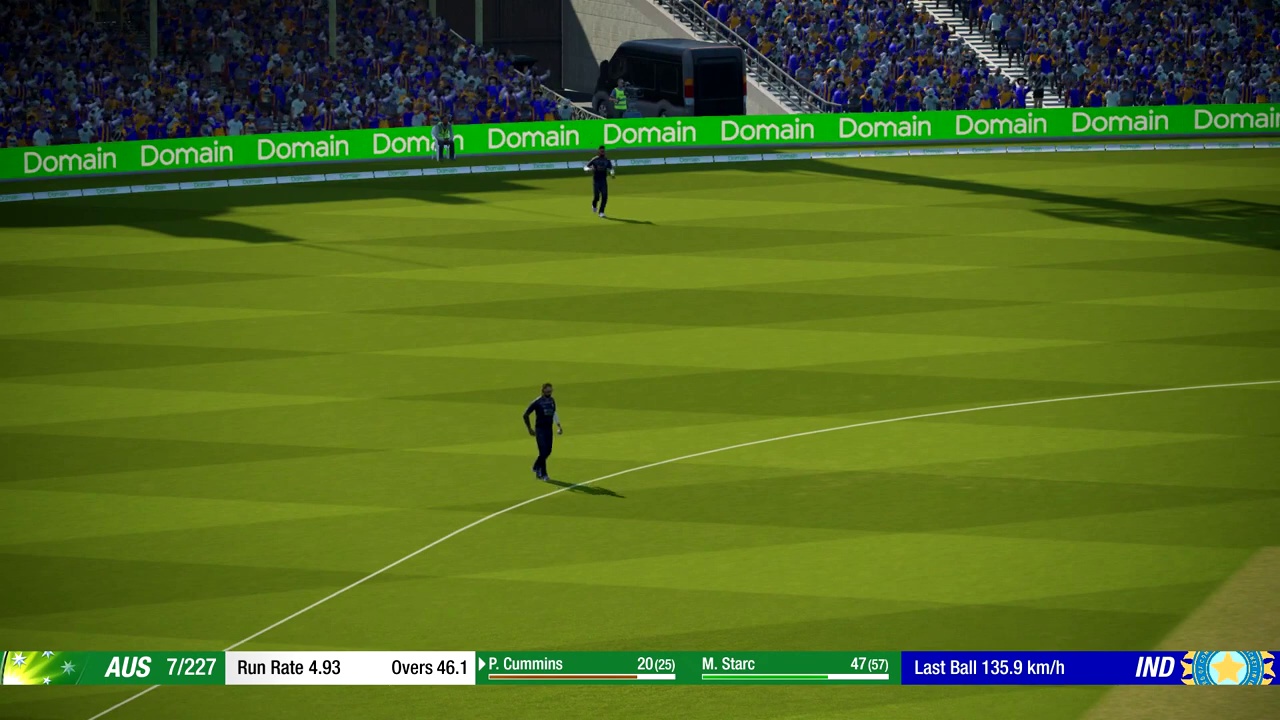 Domain Domain Domain Domain Domain Domain Domain Domain Domain Domain Domain
AUS 7/227 Run Rate 4.93 Overs 46.1 P. Cummins 20 (25) M. Starc 47 (57) Last Ball 135.9 km/h IND